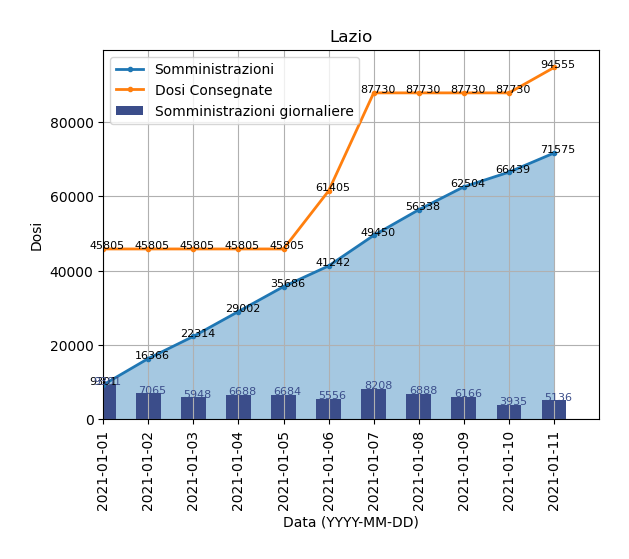 Lazio
Somministrazioni
Dosi Consegnate
Somministrazioni giornaliere
Dosi
80000
60000
40000
20000
0
45805 45805 45805 45805 45805 61405 87730 87730 87730 87730 94555
9301 16366 22314 29002 35686 41242 49450 56338 62504 66439 71575
7065 5948 6688 6684 5556 8208 6888 6166 3935 5136
2021-01-01
2021-01-02
2021-01-03
2021-01-04
2021-01-05
2021-01-06
2021-01-07
2021-01-08
2021-01-09
2021-01-10
2021-01-11
Data (YYYY-MM-DD)